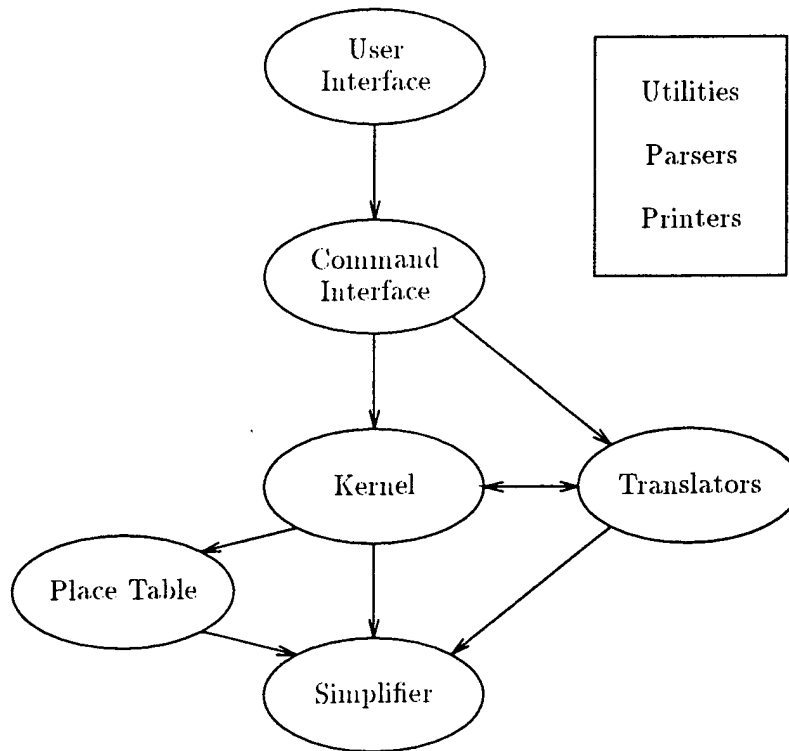 User
Interface
Utilities
Parsers
Printers
Command
Interface
Kernel
Translators
Place Table
Simplifier